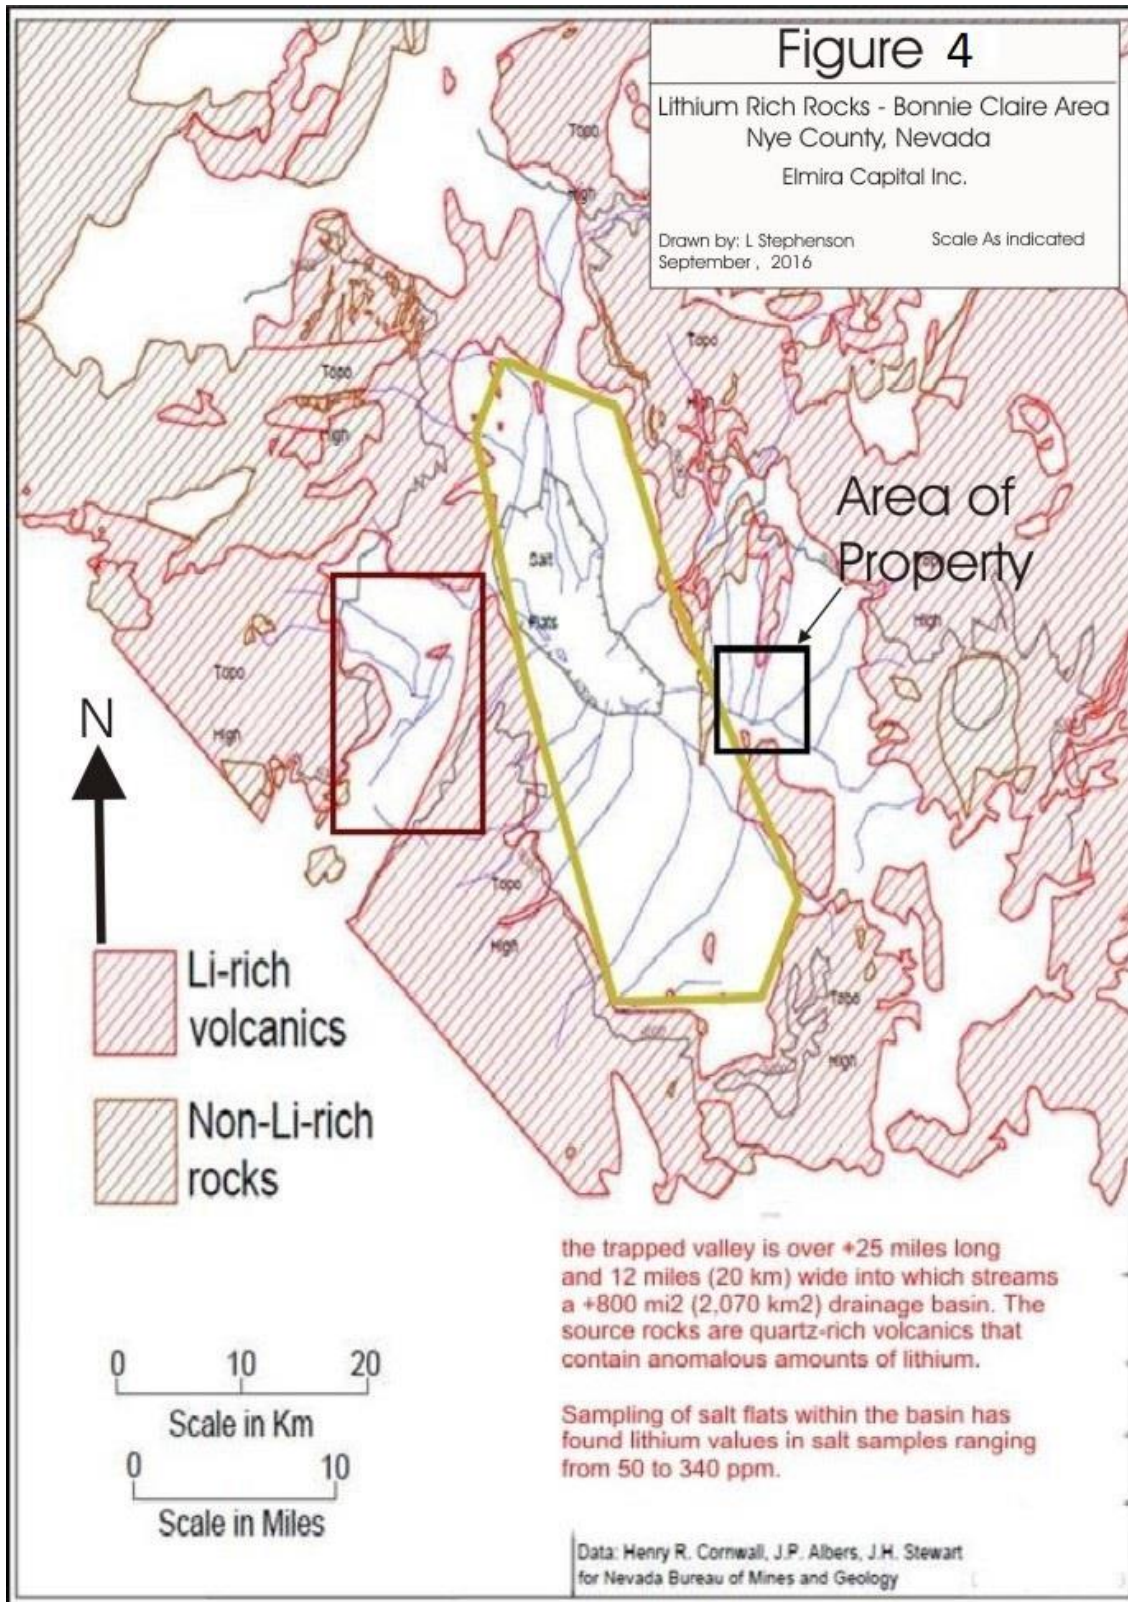 Figure 4
Lithium Rich Rocks - Bonnie Claire Area
Nye County, Nevada
Elmira Capital Inc.
Drawn by: L Stephenson
Scale As indicated
September , 2016
Topo
High
Topo
High
Topo
High
Area of
Property
Salt
Flats
Topo
High
Topo
High
High
N
Topo
High
Topo
High
Li-rich
volcanics
Non-Li-rich
rocks
the trapped valley is over +25 miles long
and 12 miles (20 km) wide into which streams
a +800 mi2 (2,070 km2) drainage basin. The
source rocks are quartz-rich volcanics that
contain anomalous amounts of lithium.
Sampling of salt flats within the basin has
found lithium values in salt samples ranging
from 50 to 340 ppm.
0 10 20
Scale in Km
0 10
Scale in Miles
Data: Henry R. Cornwall, J.P. Albers, J.H. Stewart
for Nevada Bureau of Mines and Geology